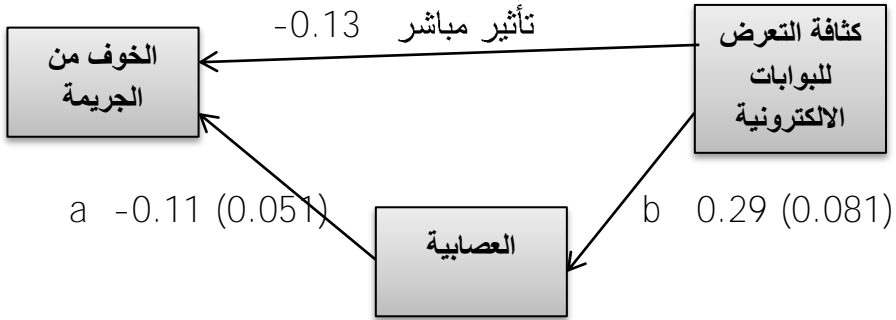 كثافة التعرض
للبوابات
الالكترونية
تأثير مباشر -0.13
الخوف من
الجريمة
b 0.29 (0.081)
a -0.11 (0.051)
العصابية